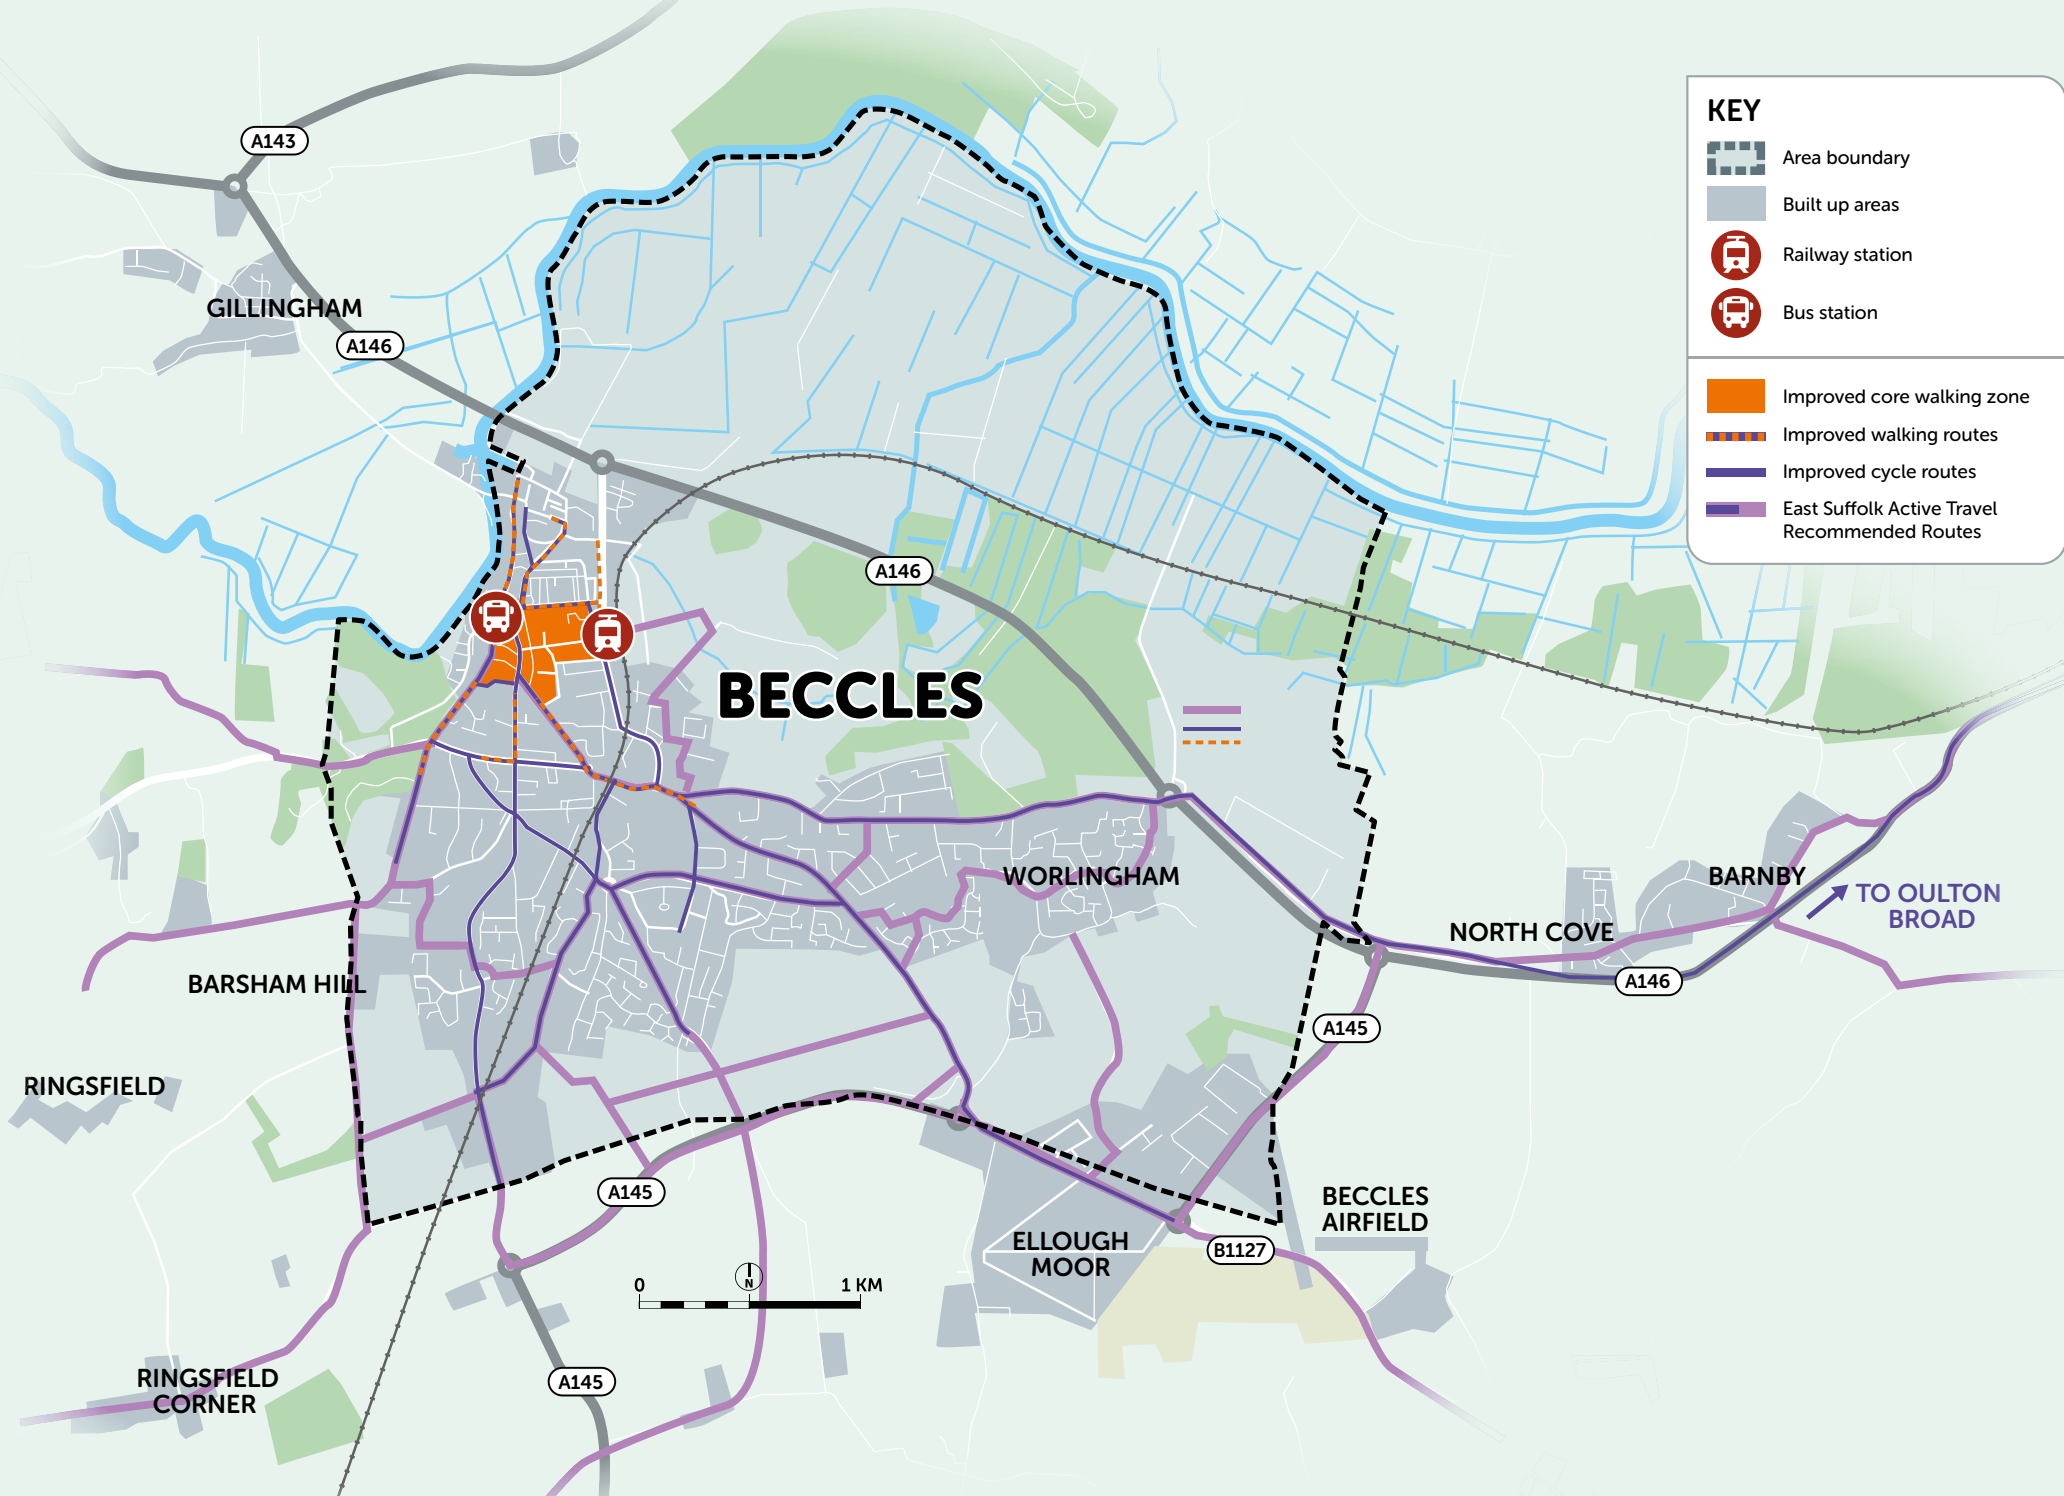 KEY
Area boundary
Built up areas
Railway station
Bus station
Improved core walking zone
Improved walking routes
Improved cycle routes
East Suffolk Active Travel
Recommended Routes
A143
GILLINGHAM
A146
A146
BECCLES
WORLINGHAM
BARNBY
TO OULTON
BROAD
NORTH COVE
A146
BARSHAM HILL
A145
RINGSFIELD
A145
BECCLES
AIRFIELD
ELLOUGH
MOOR
B1127
0
N
1 KM
RINGSFIELD
CORNER
A145